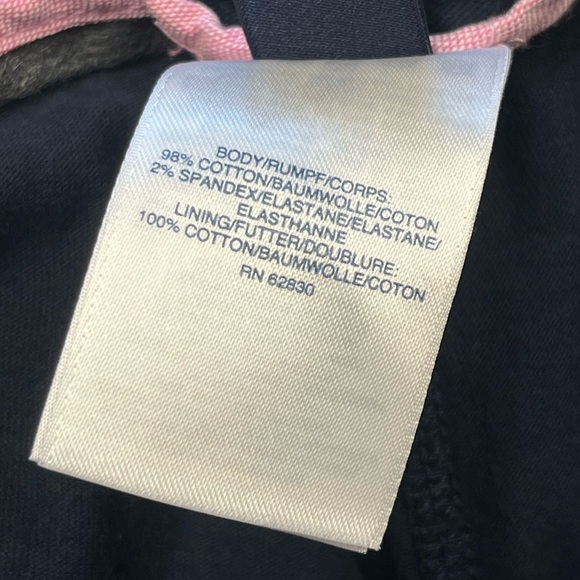 BODY/RUMPF/CORPS:
98% COTTON/BAUMWOLLE/COTON
2% SPANDEX/ELASTANE/ELASTANE/
ELASTHANNE
LINING/FUTTER/DOUBLURE:
100% COTTON/BAUMWOLLE/COTON
RN 62830